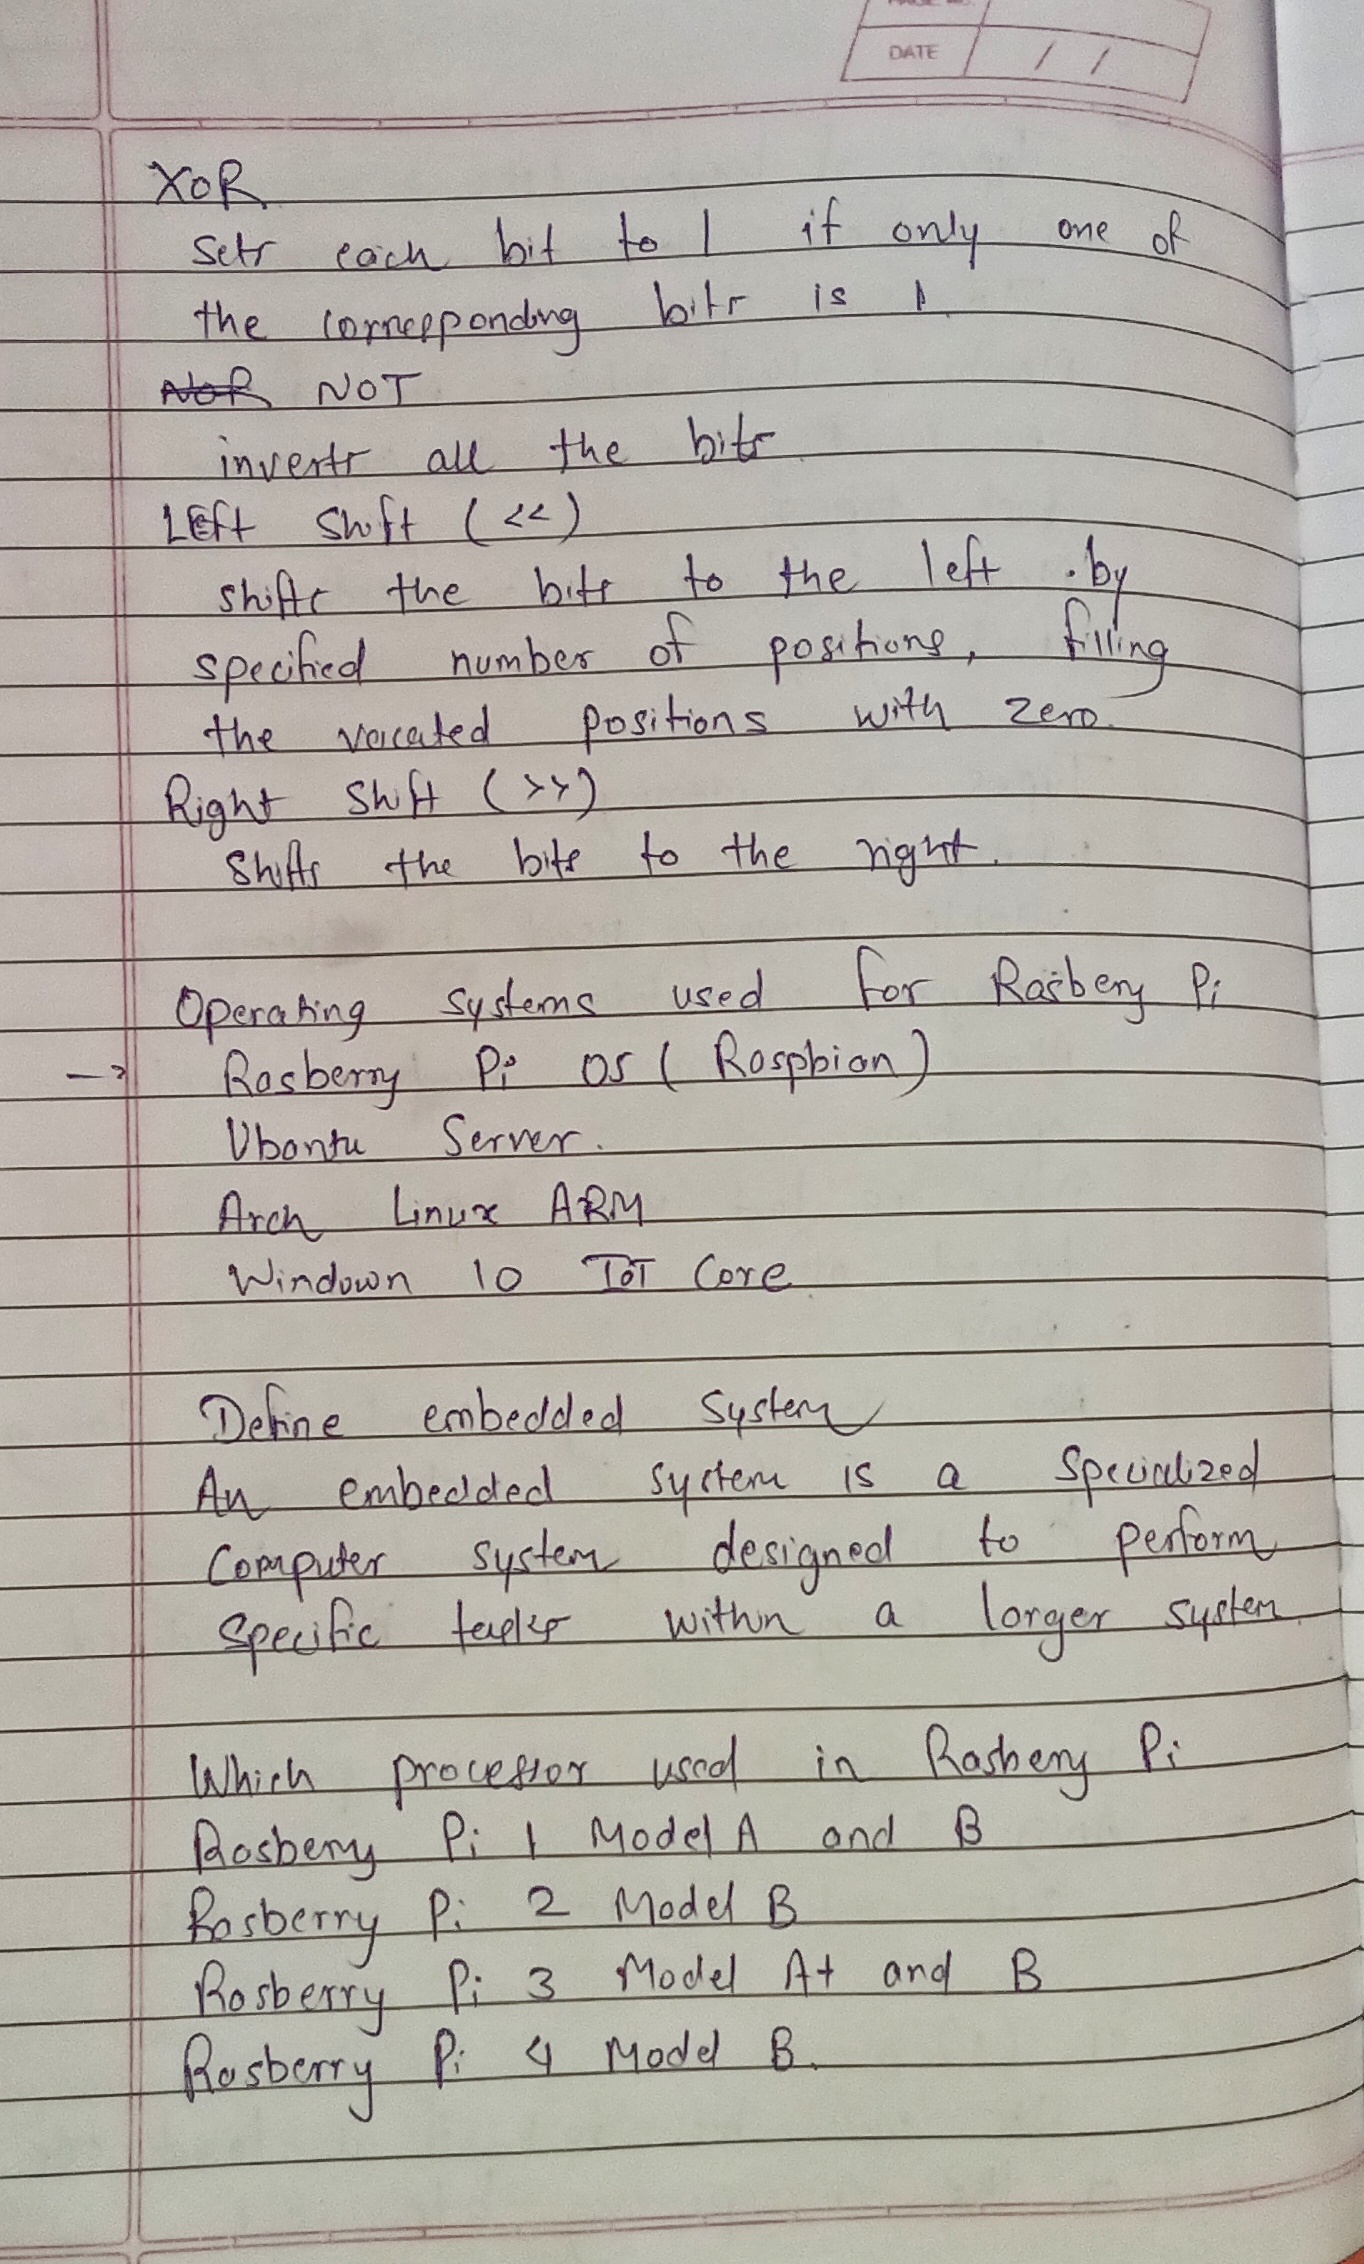 DATE / /
XOR
Sets each bit to 1 if only one of
the corresponding bits is 1.
NOR NOT
inverts all the bits
LEft Shift (<<)
shifts the bits to the left . by
specified number of positions, filling
the vacated positions with zero.
Right Shift (>>)
Shifts the bits to the right.
Operating systems used for Rasbery Pi
→ Rasberry Pi OS ( Raspbian)
Ubantu Server.
Arch Linux ARM
Windown 10 IoT Core
Define embedded system
An embedded system is a specialized
Computer system designed to perform
specific tasks within a larger system.
Which processor used in Rasbery Pi
Rasberry Pi 1 Model A and B
Rasberry Pi 2 Model B
Rasberry Pi 3 Model A+ and B
Rasberry Pi 4 Model B.